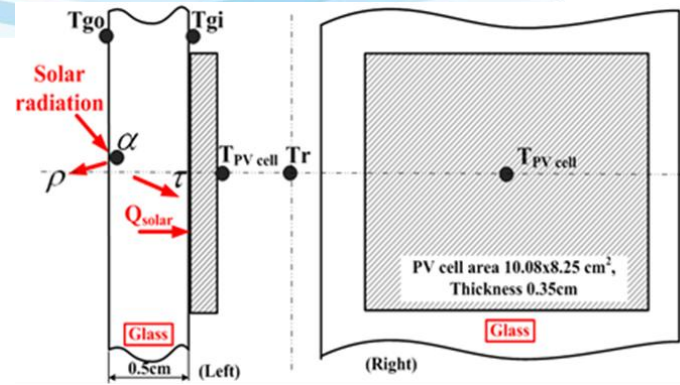 Tgo
Tgi
Solar
radiation
α
ρ
τ
TPV cell
Tr
Qsolar
Glass
0.5cm
(Left)
TPV cell
PV cell area 10.08x8.25 cm²,
Thickness 0.35cm
Glass
(Right)